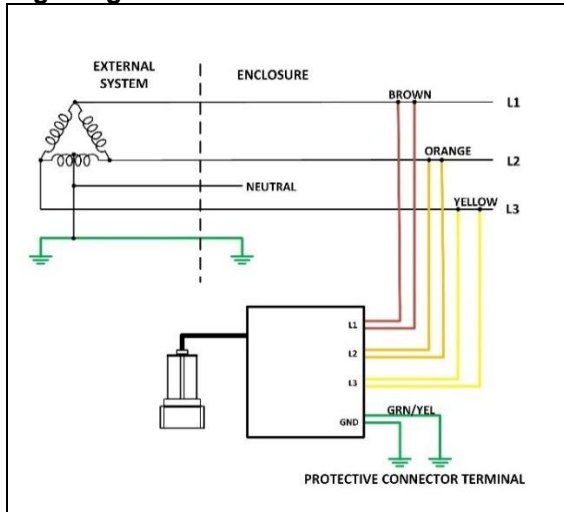 EXTERNAL
SYSTEM
ENCLOSURE
BROWN
L1
ORANGE
L2
NEUTRAL
YELLOW
L3
L1
L2
L3
GRN/YEL
GND
PROTECTIVE CONNECTOR TERMINAL